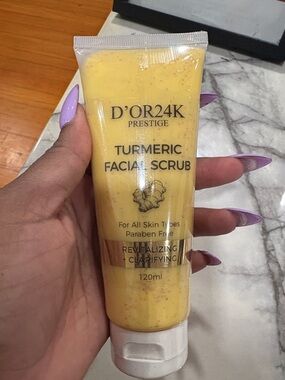 D'OR24K
PRESTIGE
TURMERIC
FACIAL SCRUB
For All Skin Types
Paraben Free
REVITALIZING
+ CLARIFYING
120ml